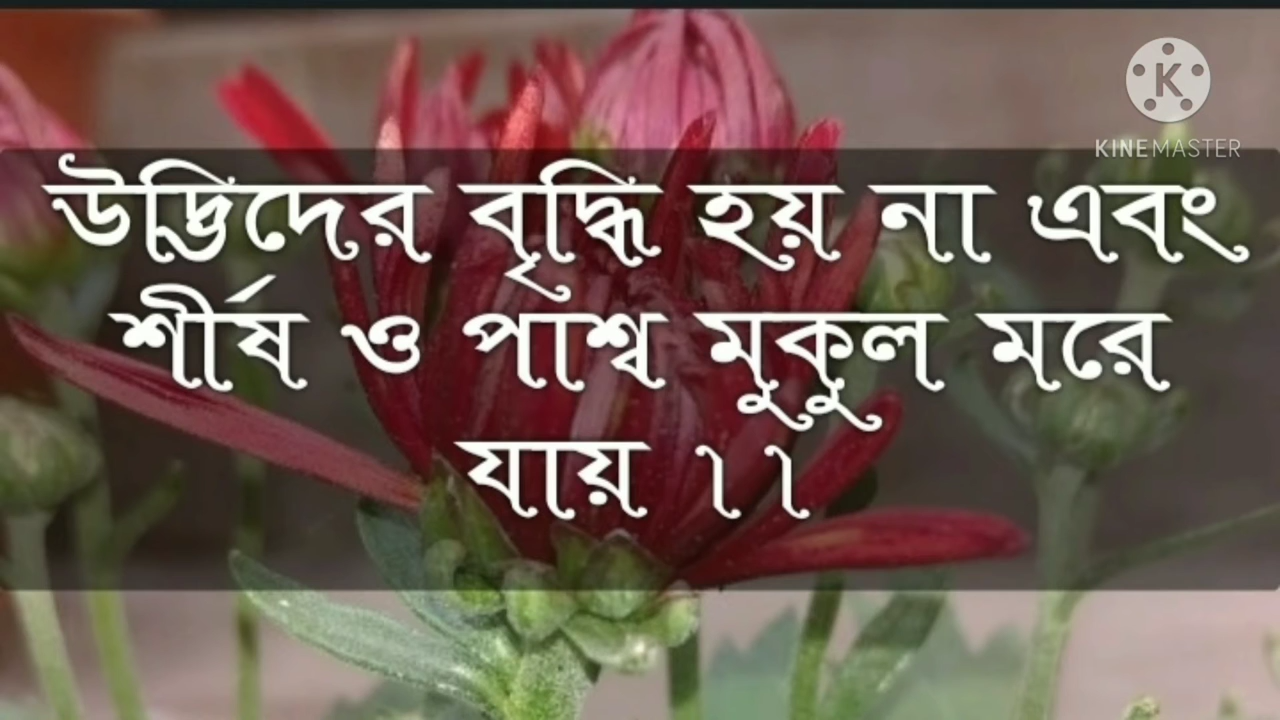 KINEMASTER
উদ্ভিদের বৃদ্ধি হয় না এবং
শীর্ষ ও পাশ্ব মুকুল মরে
যায় ।।